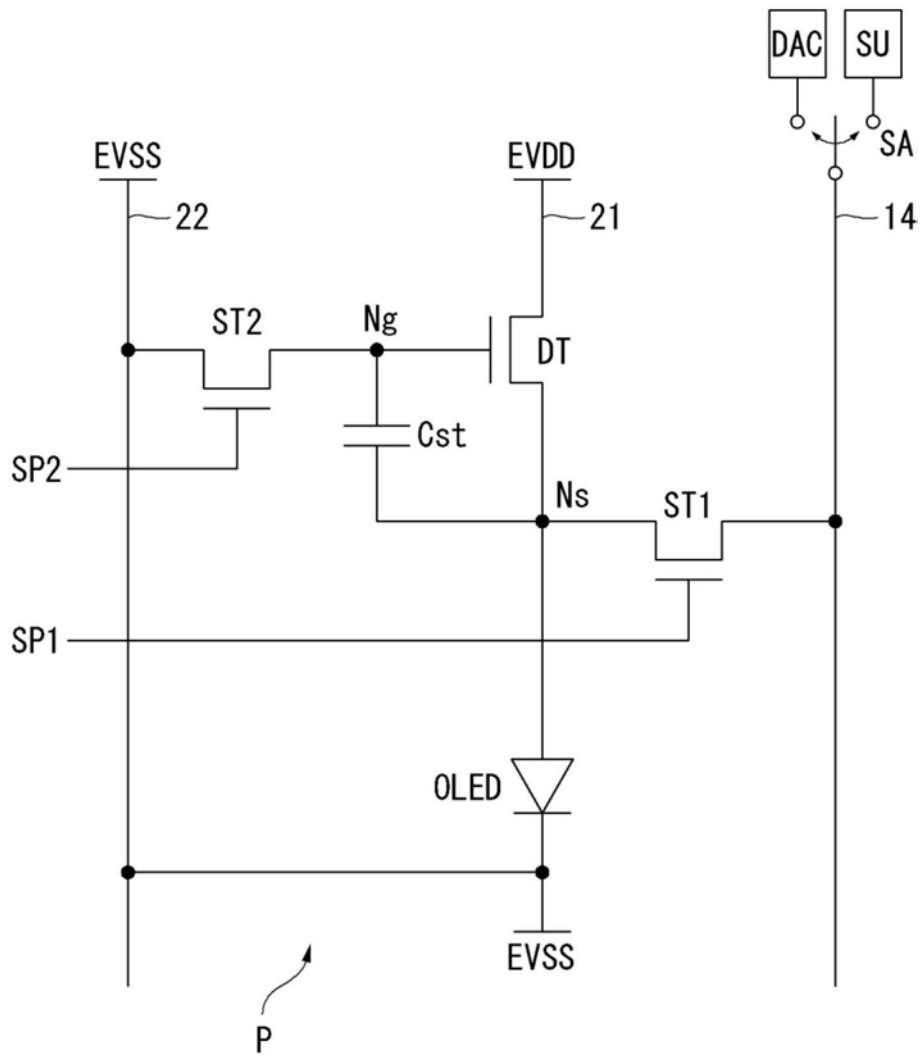 DAC SU
SA
EVSS EVDD
22 21 14
ST2 Ng DT
Cst
SP2
Ns ST1
SP1
OLED
EVSS
P